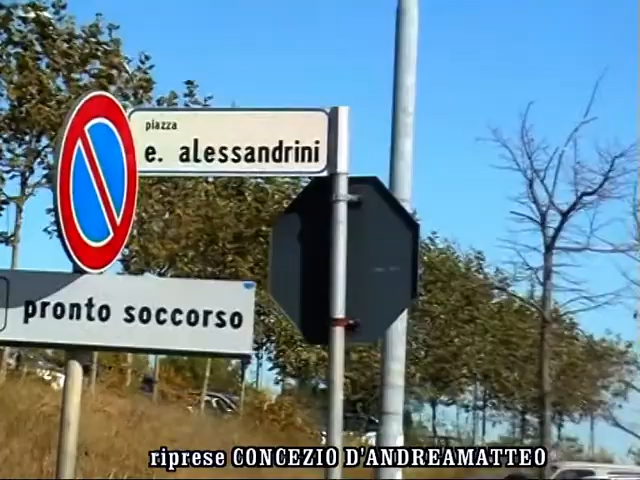 piazza
e. alessandrini
pronto soccorso
riprese CONCEZIO D'ANDREAMATTEO